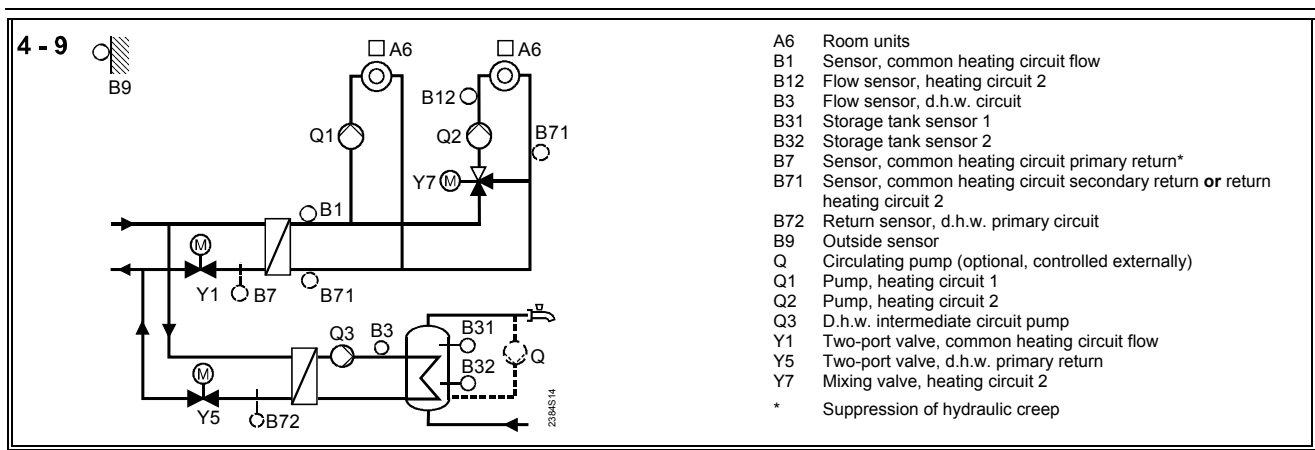 4 - 9
B9
A6
A6
B12
Q1
Q2
B71
Y7
M
B1
M
Y1
B7
B71
Q3
B3
B31
B32
Q
M
Y5
B72
2384S14
A6 Room units
B1 Sensor, common heating circuit flow
B12 Flow sensor, heating circuit 2
B3 Flow sensor, d.h.w. circuit
B31 Storage tank sensor 1
B32 Storage tank sensor 2
B7 Sensor, common heating circuit primary return*
B71 Sensor, common heating circuit secondary return or return
heating circuit 2
B72 Return sensor, d.h.w. primary circuit
B9 Outside sensor
Q Circulating pump (optional, controlled externally)
Q1 Pump, heating circuit 1
Q2 Pump, heating circuit 2
Q3 D.h.w. intermediate circuit pump
Y1 Two-port valve, common heating circuit flow
Y5 Two-port valve, d.h.w. primary return
Y7 Mixing valve, heating circuit 2
* Suppression of hydraulic creep